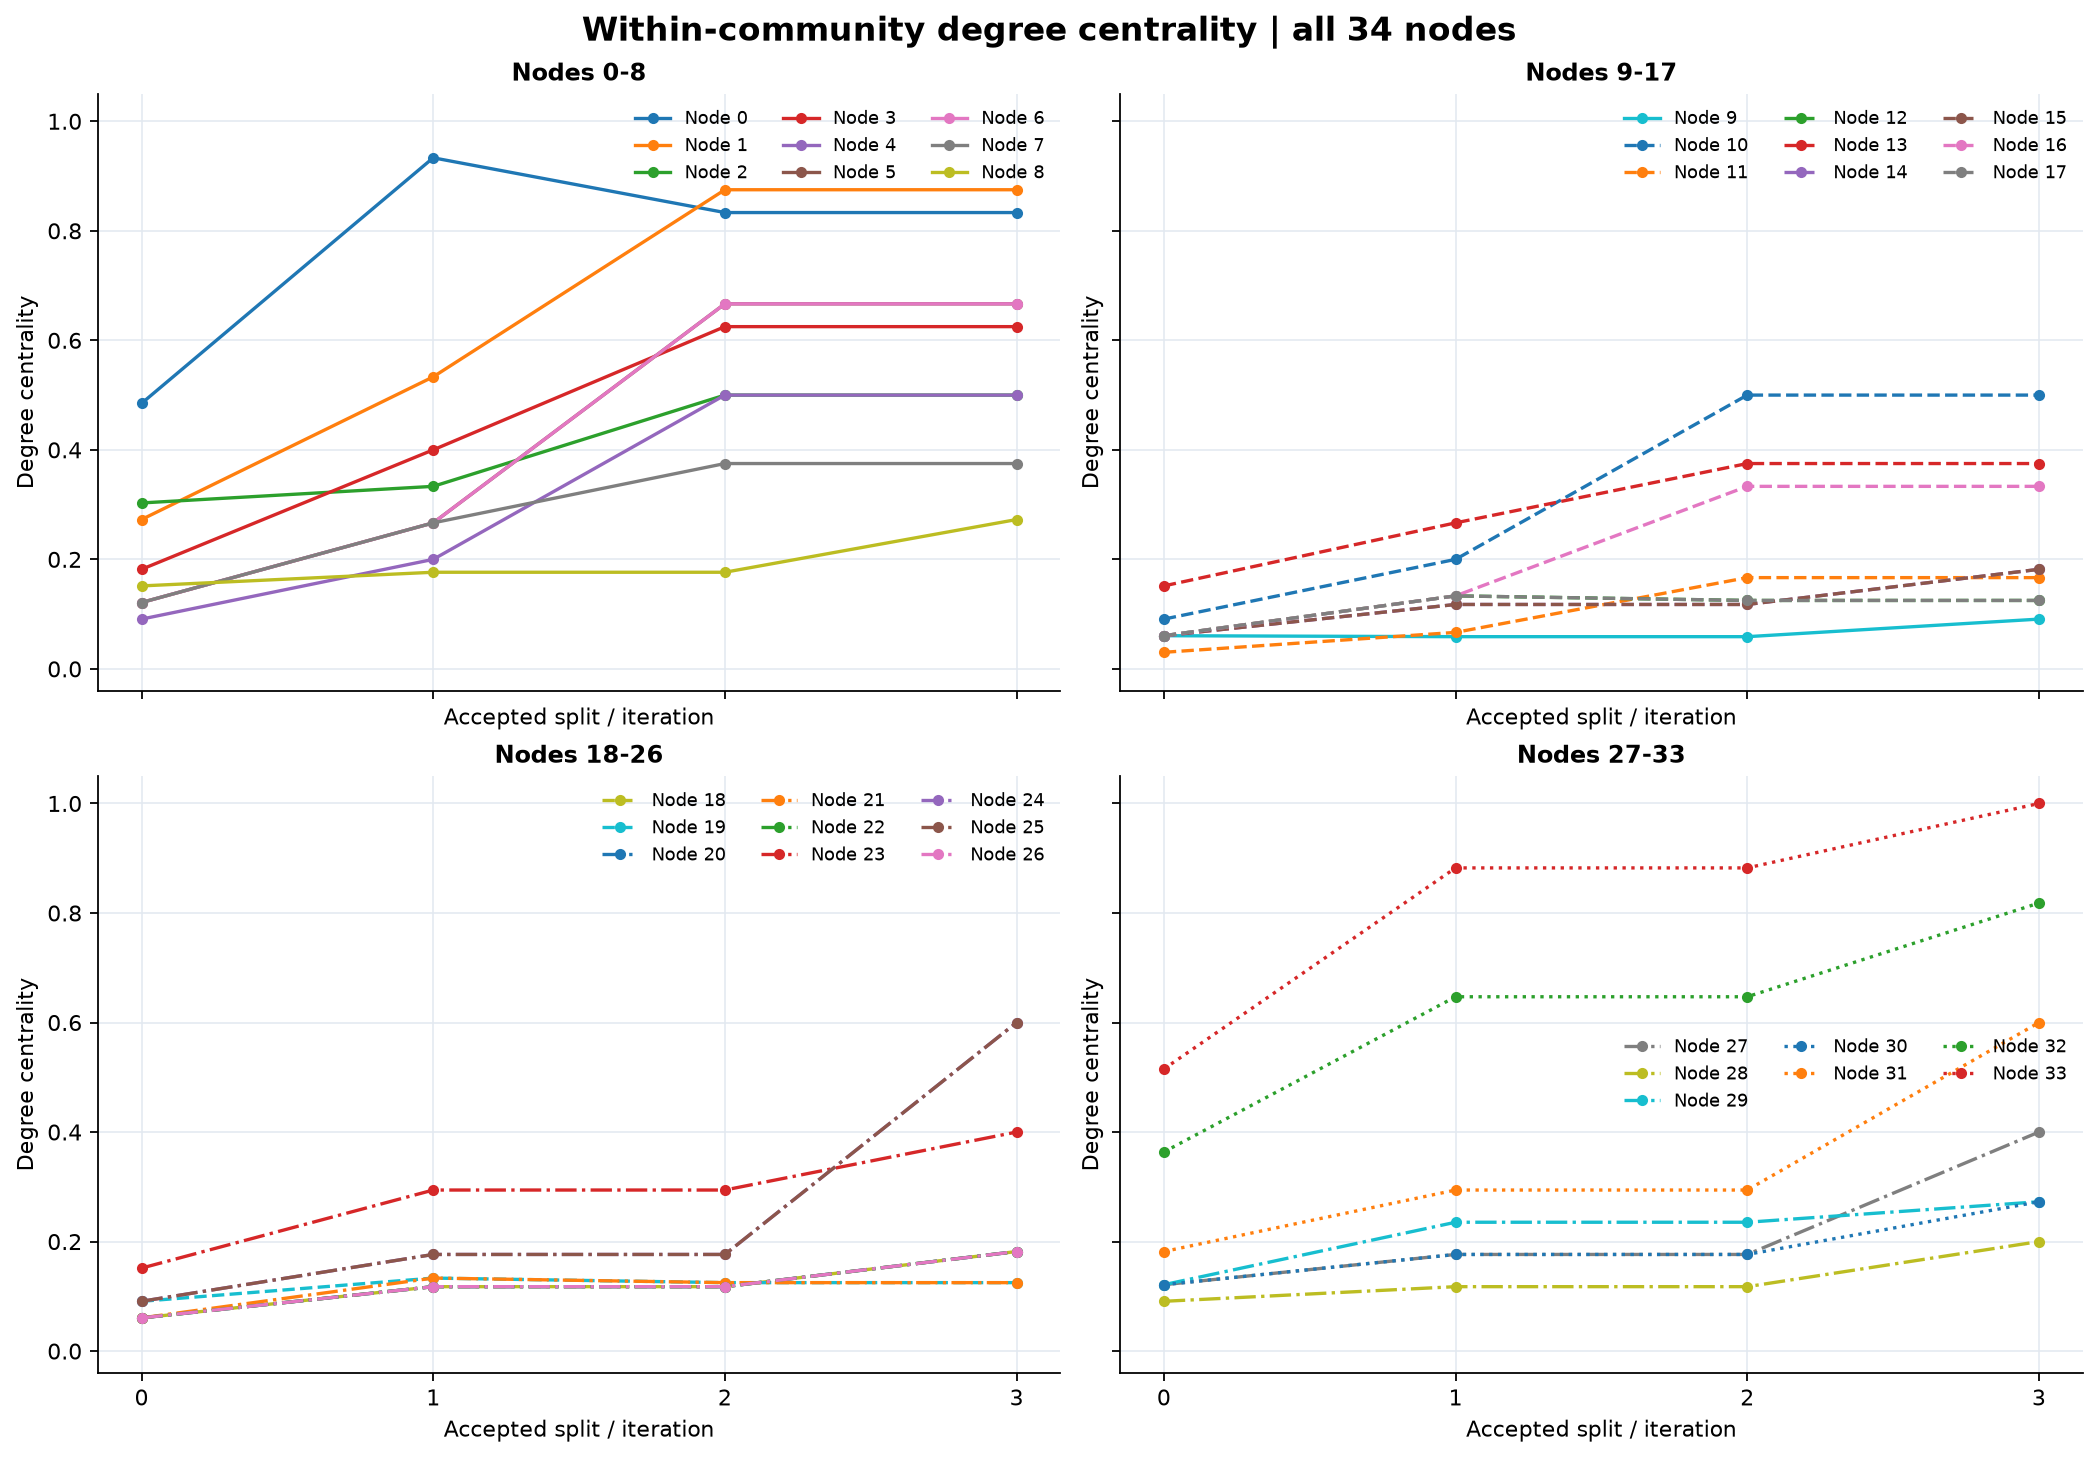 Within-community degree centrality | all 34 nodes
Nodes 0-8
Node 0 Node 3 Node 6
Node 1 Node 4 Node 7
Node 2 Node 5 Node 8
1.0
0.8
0.6
0.4
0.2
0.0
Degree centrality
Accepted split / iteration
Nodes 9-17
Node 9 Node 12 Node 15
Node 10 Node 13 Node 16
Node 11 Node 14 Node 17
Degree centrality
Accepted split / iteration
Nodes 18-26
Node 18 Node 21 Node 24
Node 19 Node 22 Node 25
Node 20 Node 23 Node 26
1.0
0.8
0.6
0.4
0.2
0.0
Degree centrality
0 1 2 3
Accepted split / iteration
Nodes 27-33
Node 27 Node 30 Node 32
Node 28 Node 31 Node 33
Node 29
Degree centrality
0 1 2 3
Accepted split / iteration